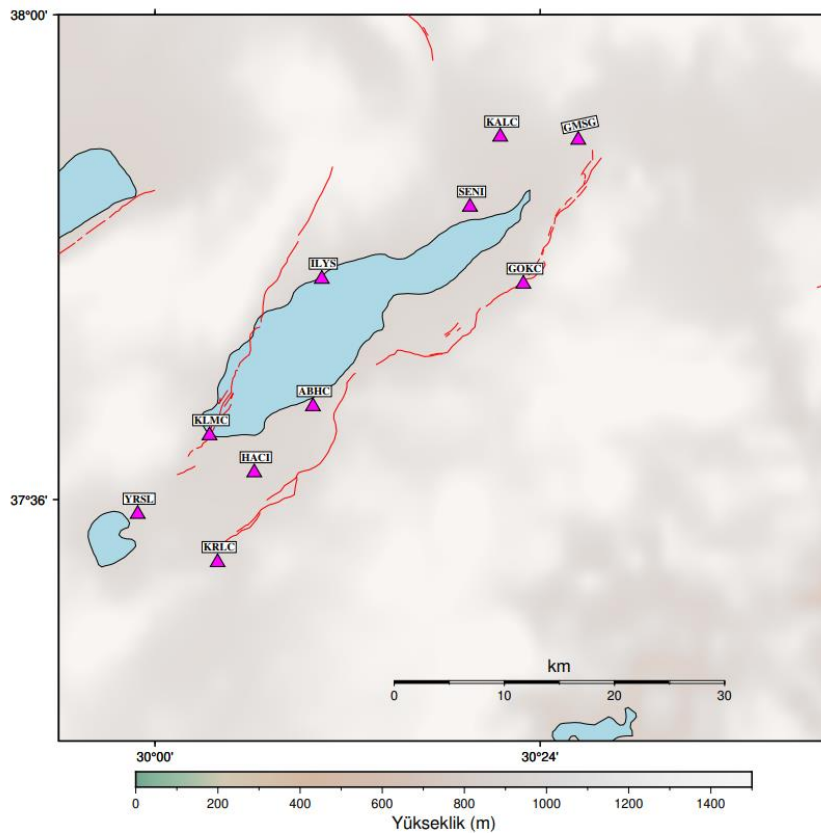 38°00'
KALC
GMSG
SENI
ILYS
GOKC
ABHC
KLMC
HACI
37°36'
YRSL
KRLC
km
0 10 20 30
30°00'
30°24'
0 200 400 600 800 1000 1200 1400
Yükseklik (m)